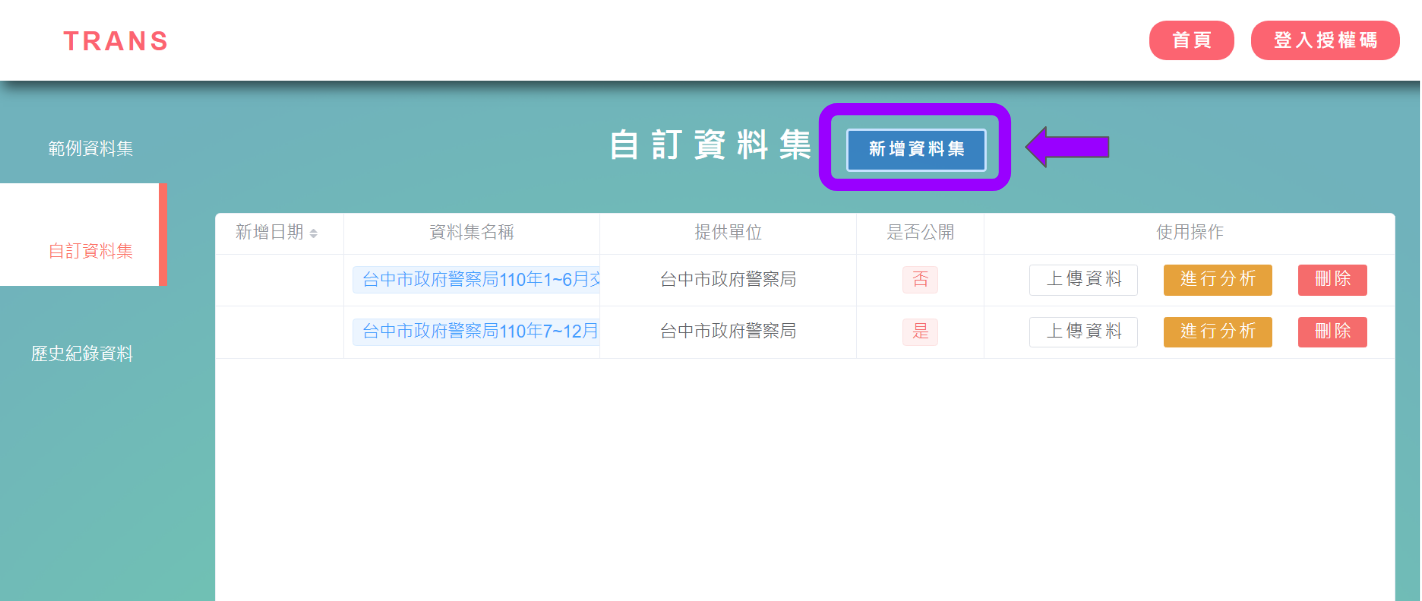 TRANS
首頁
登入授權碼
範例資料集
自訂資料集
歷史紀錄資料
自訂資料集
新增資料集
新增日期 資料集名稱 提供單位 是否公開 使用操作
台中市政府警察局110年1~6月 台中市政府警察局 否 上傳資料 進行分析 刪除
台中市政府警察局110年7~12月 台中市政府警察局 是 上傳資料 進行分析 刪除